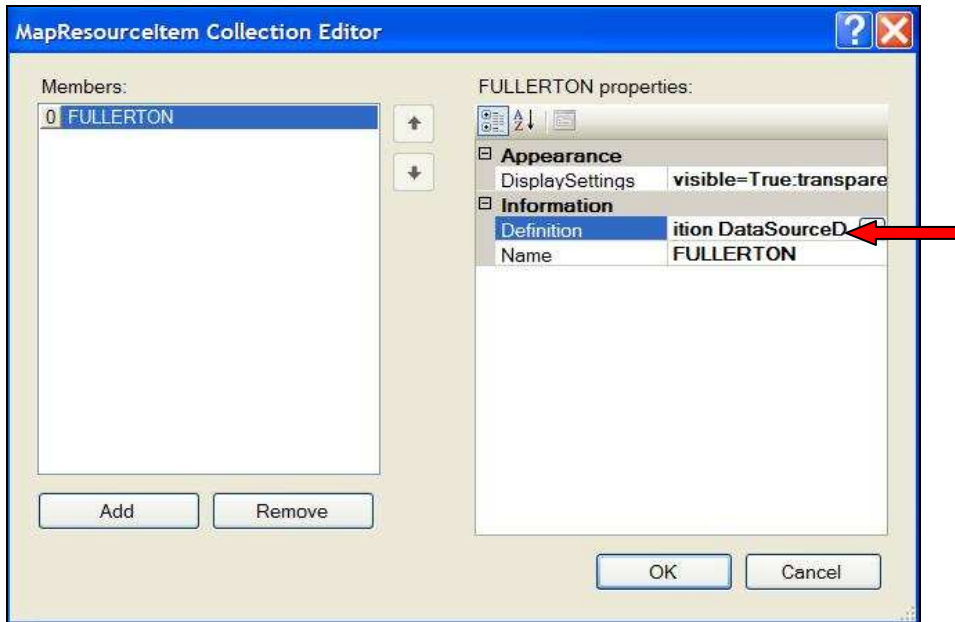 MapResourceItem Collection Editor
Members:
0 FULLERTON
Add Remove
FULLERTON properties:
Appearance
DisplaySettings visible=True:transpare
Information
Definition ition DataSourceD
Name FULLERTON
OK Cancel